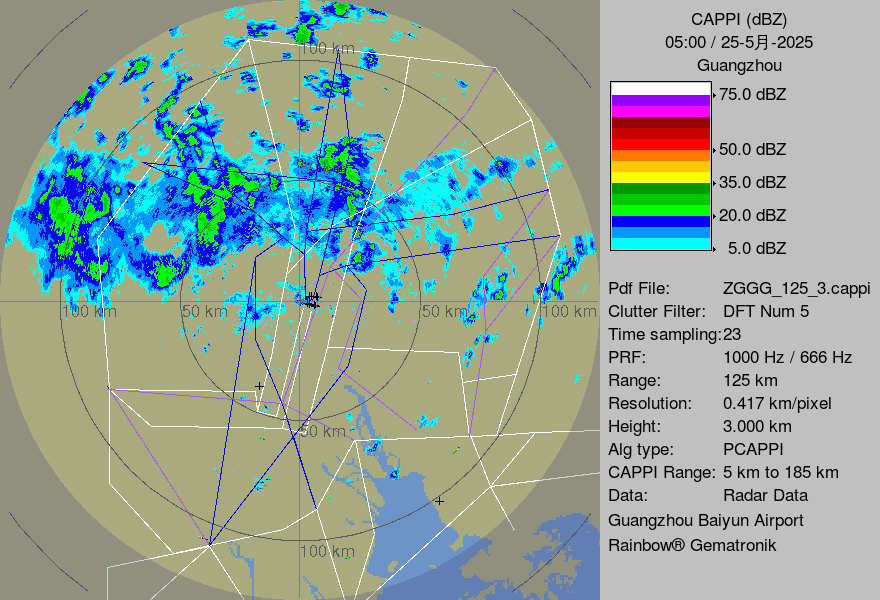 CAPPI (dBZ)
05:00 / 25-5月-2025
Guangzhou
75.0 dBZ
50.0 dBZ
35.0 dBZ
20.0 dBZ
5.0 dBZ
Pdf File: ZGGG_125_3.cappi
Clutter Filter: DFT Num 5
Time sampling:23
PRF: 1000 Hz / 666 Hz
Range: 125 km
Resolution: 0.417 km/pixel
Height: 3.000 km
Alg type: PCAPPI
CAPPI Range: 5 km to 185 km
Data: Radar Data
Guangzhou Baiyun Airport
Rainbow® Gematronik
100 km
100 km
50 km
50 km
100 km
50 km
100 km